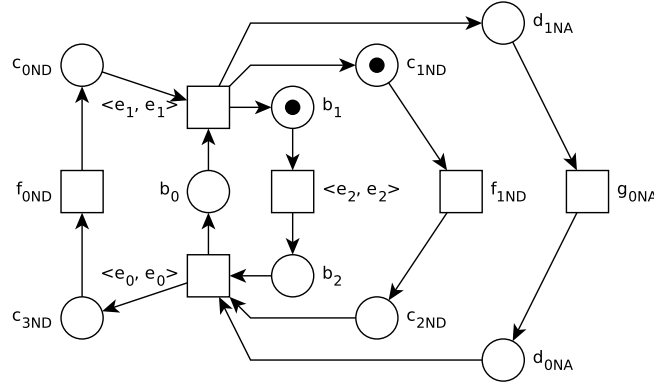 d1NA
c0ND
c1ND
<e1, e1>
b1
f0ND
b0
<e2, e2>
f1ND
g0NA
<e0, e0>
b2
c3ND
c2ND
d0NA